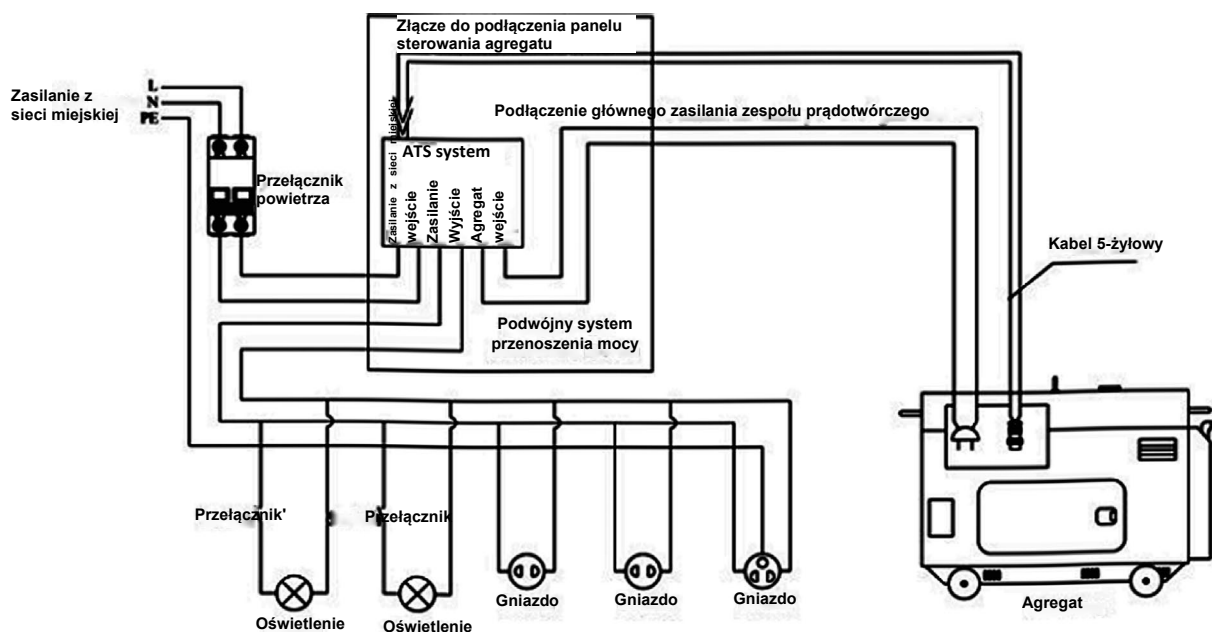 Złącze do podłączenia panelu
sterowania agregatu
L
N
PE
Zasilanie z
sieci miejskiej
Podłączenie głównego zasilania zespołu prądotwórczego
ATS system
Zasilanie z sieci miejskiej
wejście
Zasilanie
Wyjście
Agregat
wejście
Przełącznik
powietrza
Kabel 5-żyłowy
Podwójny system
przenoszenia mocy
Przełącznik'
Przełącznik
Gniazdo
Gniazdo
Gniazdo
Oświetlenie
Oświetlenie
Agregat